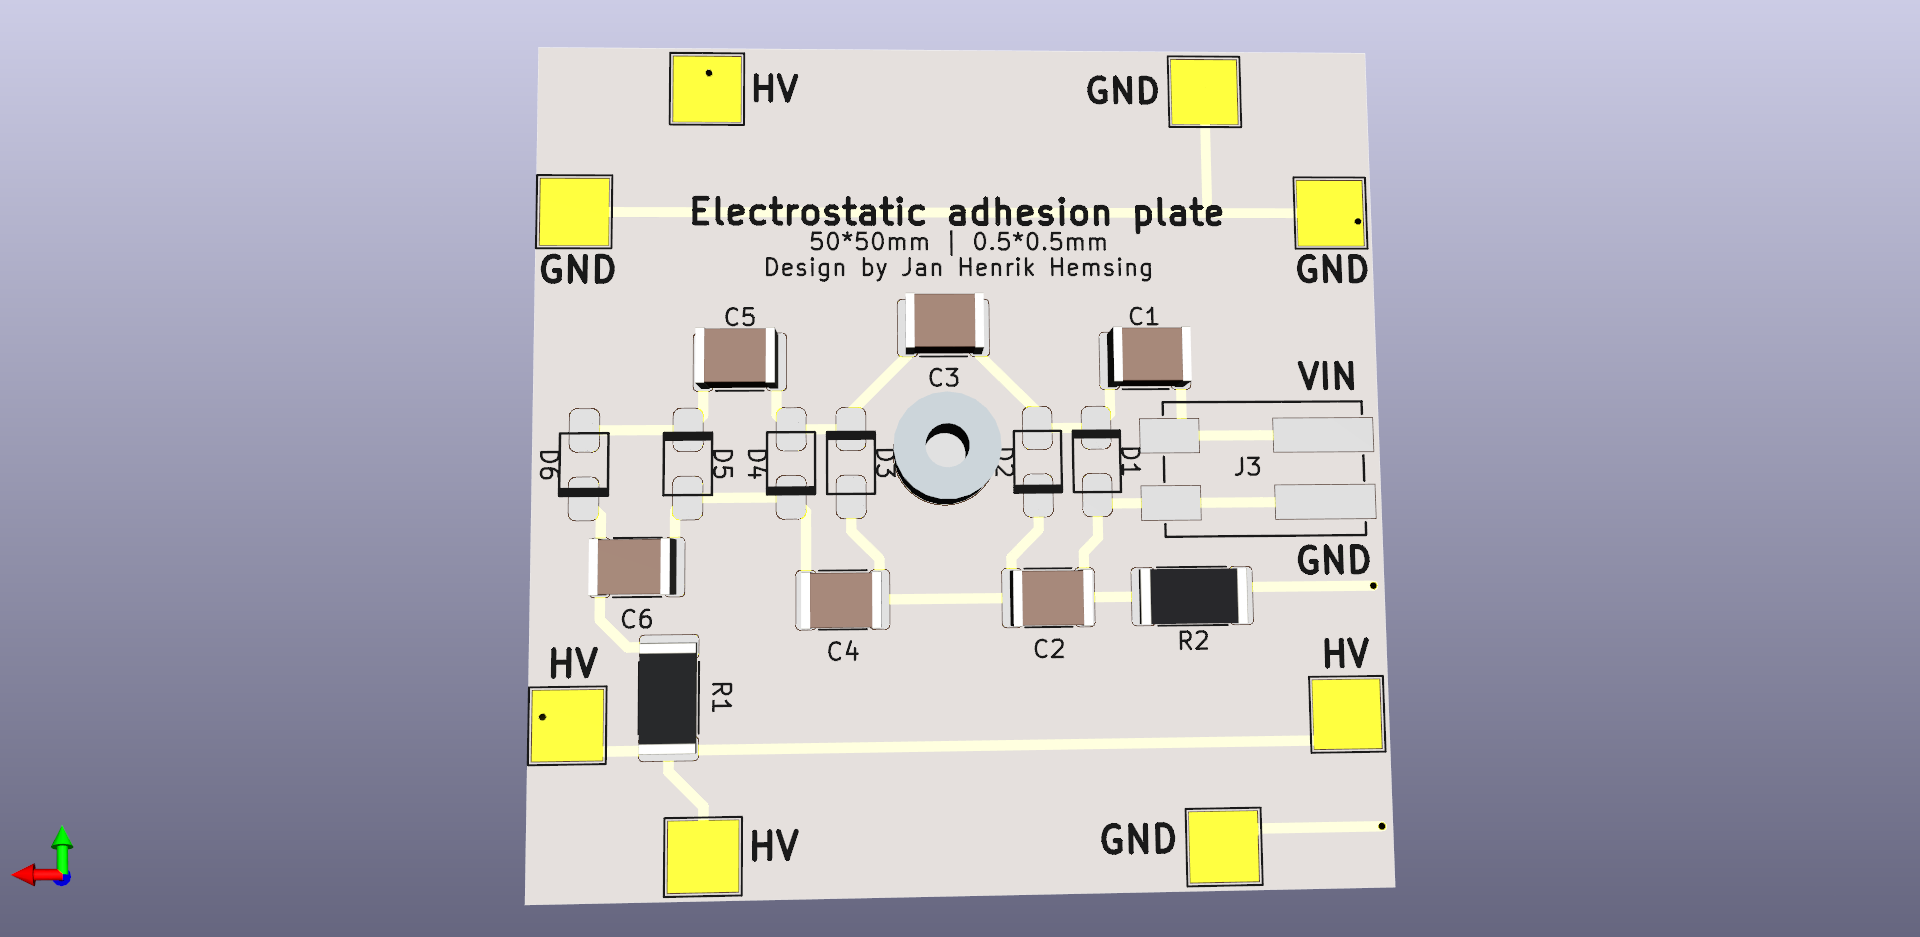 HV
GND
Electrostatic adhesion plate
50*50mm | 0.5*0.5mm
Design by Jan Henrik Hemsing
GND
GND
C5
C3
C1
VIN
D6
D5
D4
D3
D2
D1
J3
GND
C6
C4
C2
R2
HV
R1
HV
HV
GND